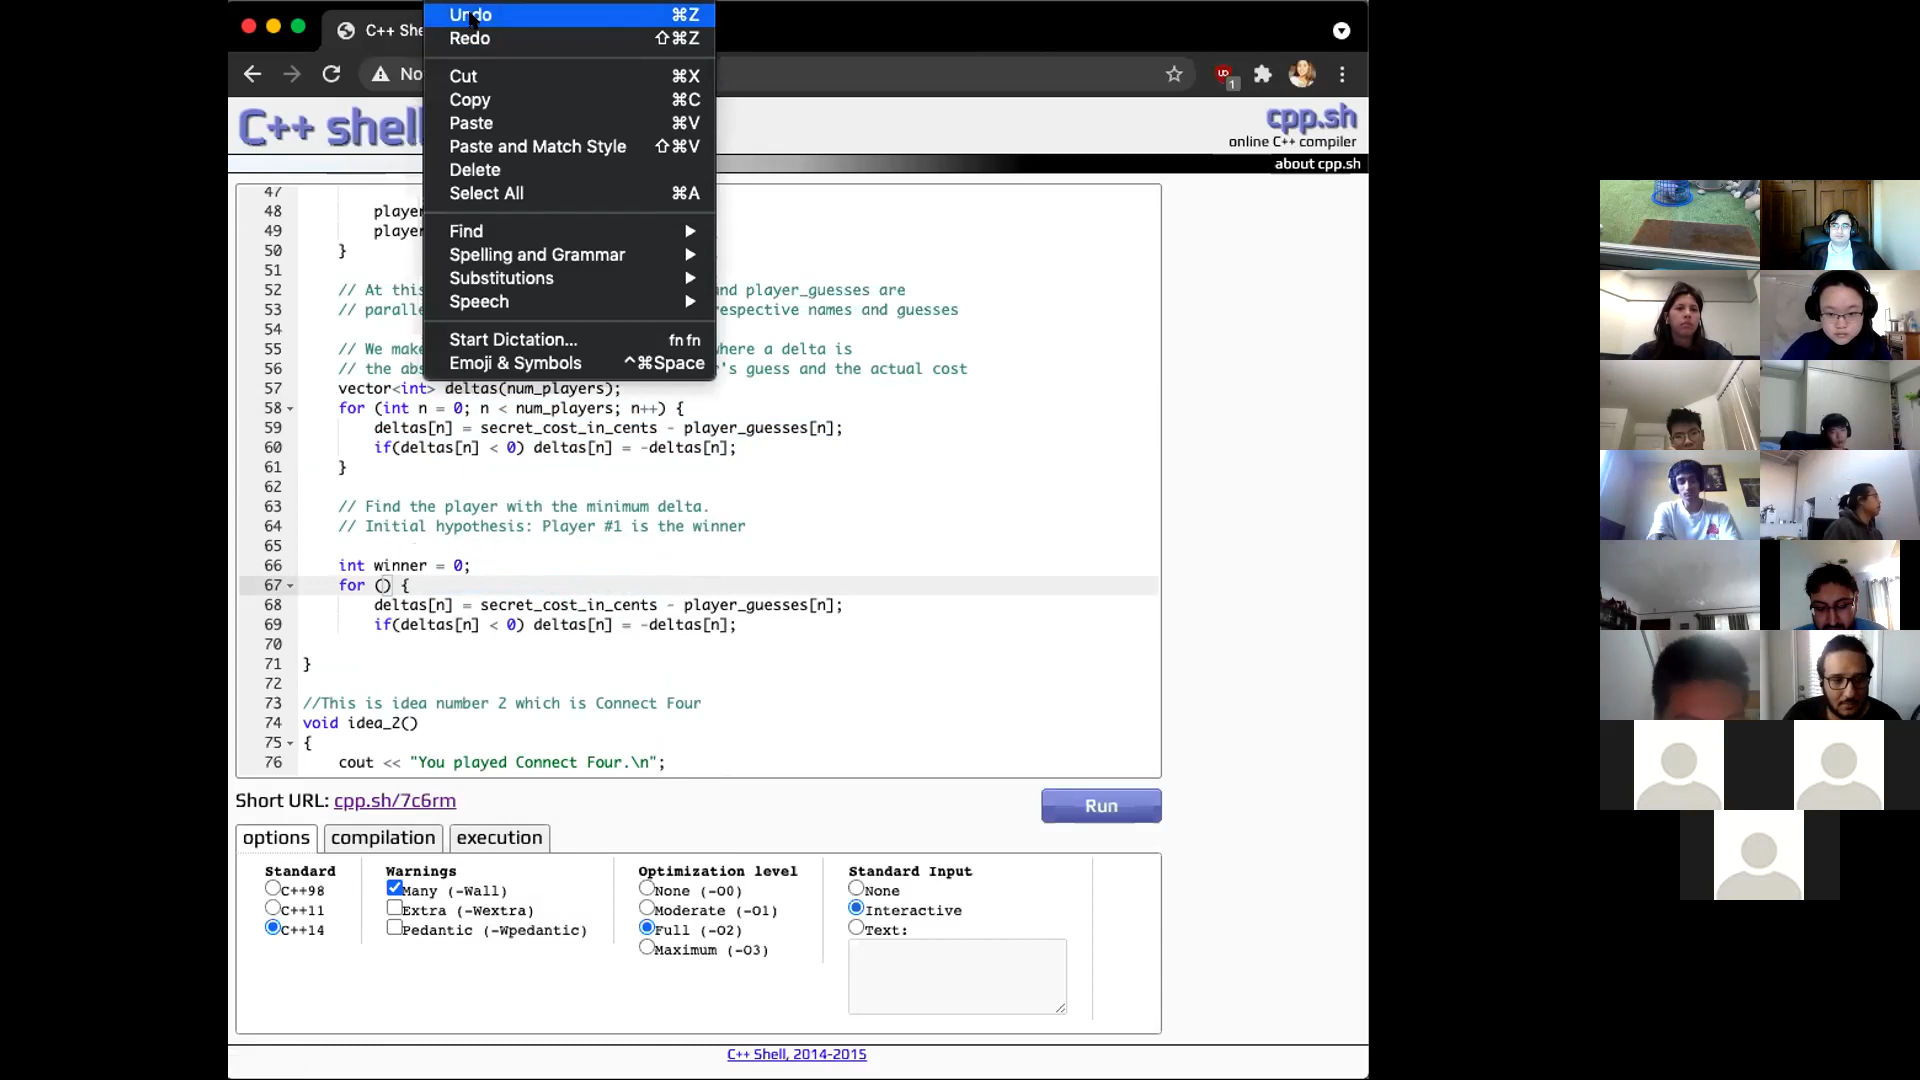 Undo ⌘Z
Redo ⇧⌘Z
Cut ⌘X
Copy ⌘C
Paste ⌘V
Paste and Match Style ⇧⌘V
Delete
Select All ⌘A
Find
Spelling and Grammar
Substitutions
Speech
Start Dictation... fn fn
Emoji & Symbols ^⌘Space
C++ She
No
UD 1
C++ shell
cpp.sh
online C++ compiler
about cpp.sh
47
48 player
49 player
50 }
51
52 // At this nd player_guesses are
53 // paralle respective names and guesses
54
55 // We make where a delta is
56 // the abs 's guess and the actual cost
57 vector<int> deltas(num_players);
58 for (int n = 0; n < num_players; n++) {
59 deltas[n] = secret_cost_in_cents - player_guesses[n];
60 if(deltas[n] < 0) deltas[n] = -deltas[n];
61 }
62
63 // Find the player with the minimum delta.
64 // Initial hypothesis: Player #1 is the winner
65
66 int winner = 0;
67 for () {
68 deltas[n] = secret_cost_in_cents - player_guesses[n];
69 if(deltas[n] < 0) deltas[n] = -deltas[n];
70
71 }
72
73 //This is idea number 2 which is Connect Four
74 void idea_2()
75 {
76 cout << "You played Connect Four.\n";
Short URL: cpp.sh/7c6rm
Run
options compilation execution
Standard
C++98
C++11
C++14
Warnings
Many (-Wall)
Extra (-Wextra)
Pedantic (-Wpedantic)
Optimization level
None (-O0)
Moderate (-O1)
Full (-O2)
Maximum (-O3)
Standard Input
None
Interactive
Text:
C++ Shell, 2014-2015